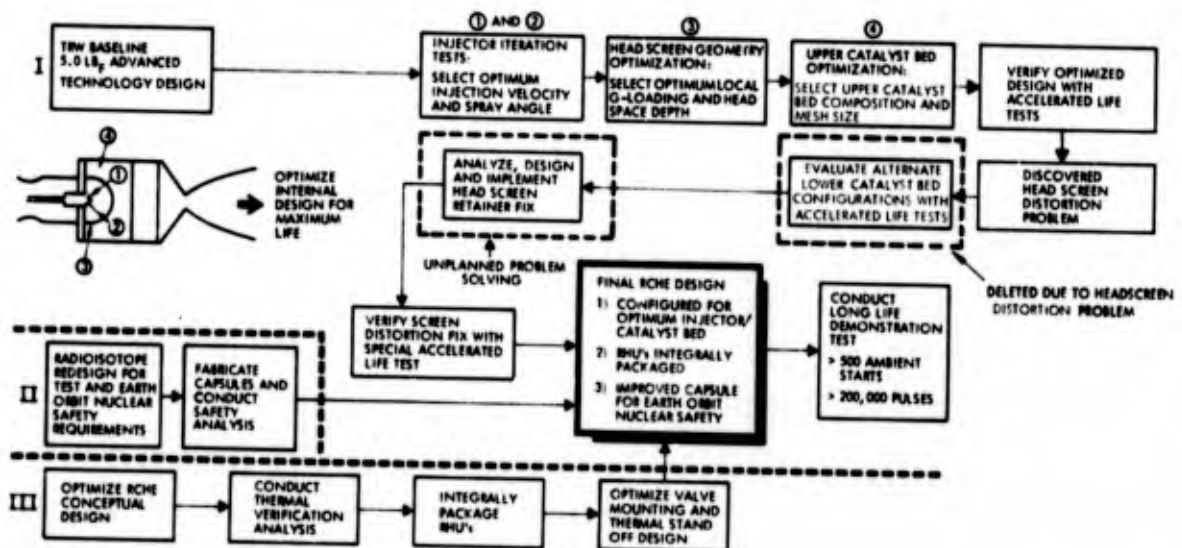 ① AND ②
③
④
I
TRW BASELINE
5.0 LBF ADVANCED
TECHNOLOGY DESIGN
INJECTOR ITERATION
TESTS:
SELECT OPTIMUM
INJECTION VELOCITY
AND SPRAY ANGLE
HEAD SCREEN GEOMETRY
OPTIMIZATION:
SELECT OPTIMUM LOCAL
G-LOADING AND HEAD
SPACE DEPTH
UPPER CATALYST BED
OPTIMIZATION:
SELECT UPPER CATALYST
BED COMPOSITION AND
MESH SIZE
VERIFY OPTIMIZED
DESIGN WITH
ACCELERATED LIFE
TESTS
④
①
②
③
OPTIMIZE
INTERNAL
DESIGN FOR
MAXIMUM
LIFE
ANALYZE, DESIGN
AND IMPLEMENT
HEAD SCREEN
RETAINER FIX
EVALUATE ALTERNATE
LOWER CATALYST BED
CONFIGURATIONS WITH
ACCELERATED LIFE TESTS
DISCOVERED
HEAD SCREEN
DISTORTION
PROBLEM
UNPLANNED PROBLEM
SOLVING
DELETED DUE TO HEADSCREEN
DISTORTION PROBLEM
VERIFY SCREEN
DISTORTION FIX WITH
SPECIAL ACCELERATED
LIFE TEST
FINAL RCHE DESIGN
1) CONFIGURED FOR
OPTIMUM INJECTOR/
CATALYST BED
2) RHU's INTEGRALLY
PACKAGED
3) IMPROVED CAPSULE
FOR EARTH ORBIT
NUCLEAR SAFETY
CONDUCT
LONG LIFE
DEMONSTRATION
TEST
> 500 AMBIENT
STARTS
> 200,000 PULSES
II
RADIOISOTOPE
REDESIGN FOR
TEST AND EARTH
ORBIT NUCLEAR
SAFETY
REQUIREMENTS
FABRICATE
CAPSULES AND
CONDUCT
SAFETY
ANALYSIS
III
OPTIMIZE RCHE
CONCEPTUAL
DESIGN
CONDUCT
THERMAL
VERIFICATION
ANALYSIS
INTEGRALLY
PACKAGE
RHU's
OPTIMIZE VALVE
MOUNTING AND
THERMAL STAND
OFF DESIGN